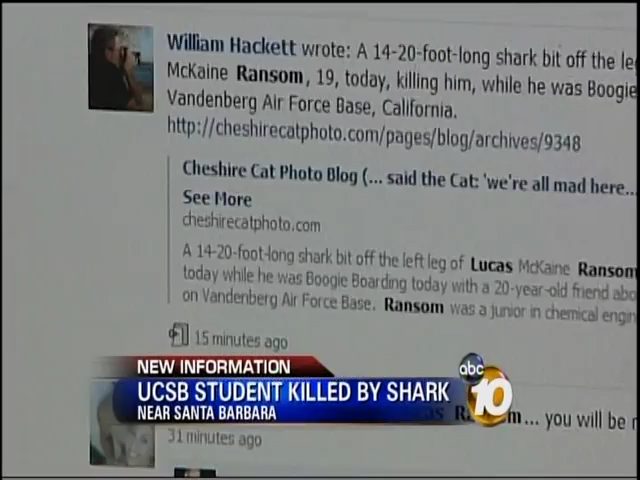 William Hackett wrote: A 14-20-foot-long shark bit off the
McKaine Ransom, 19, today, killing him, while he was Boogie
Vandenberg Air Force Base, California.
http://cheshirecatphoto.com/pages/blog/archives/9348
Cheshire Cat Photo Blog (... said the Cat: 'we're all mad here...
See More
cheshirecatphoto.com
A 14-20-foot-long shark bit off the left leg of Lucas McKaine Ransom
today while he was Boogie Boarding today with a 20-year-old friend
on Vandenberg Air Force Base. Ransom was a junior in chemical
15 minutes ago
NEW INFORMATION
abc
10
UCSB STUDENT KILLED BY SHARK
NEAR SANTA BARBARA
... you will be
31 minutes ago